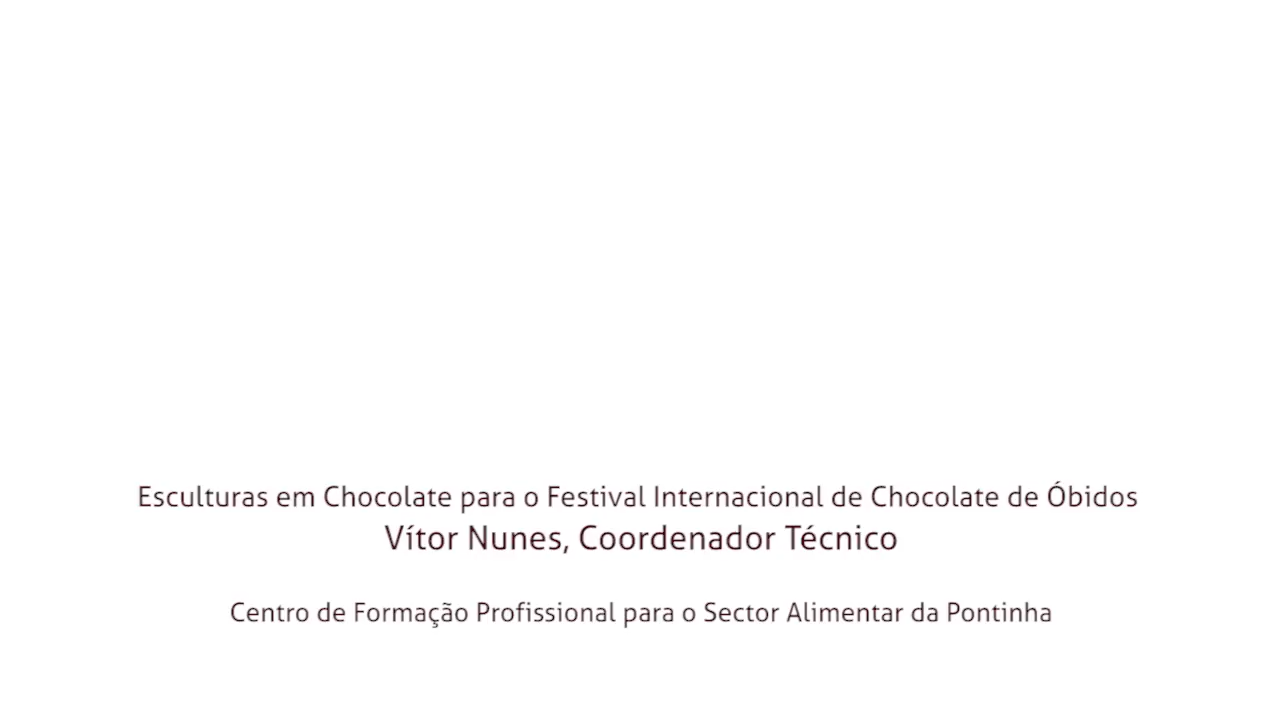 Esculturas em Chocolate para o Festival Internacional de Chocolate de Óbidos
Vítor Nunes, Coordenador Técnico
Centro de Formação Profissional para o Sector Alimentar da Pontinha